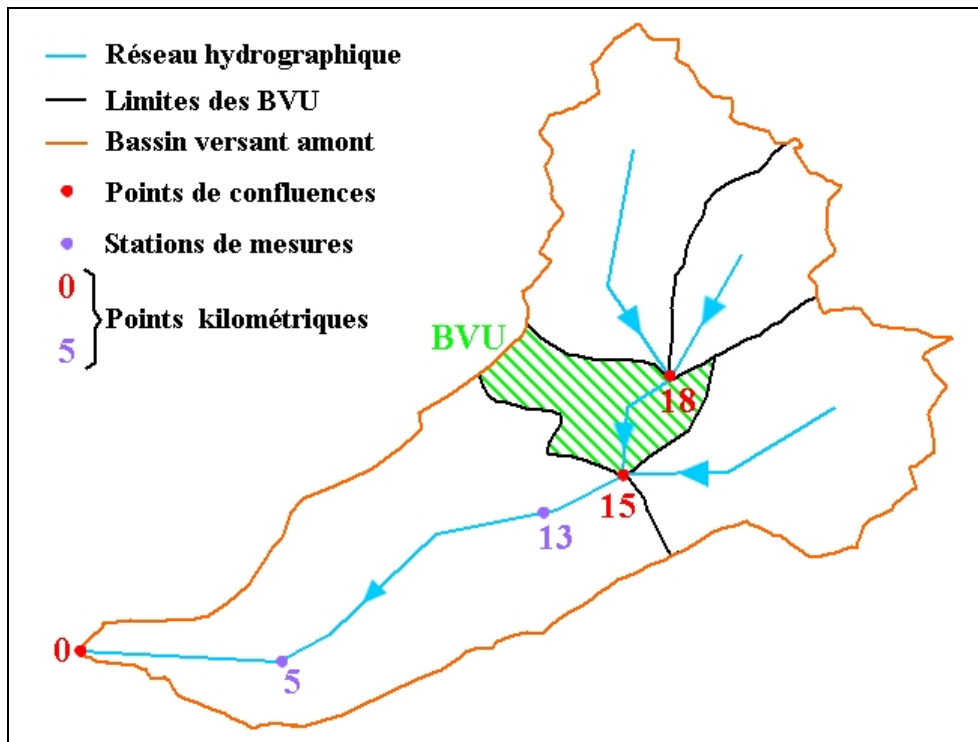 Réseau hydrographique
Limites des BVU
Bassin versant amont
Points de confluences
Stations de mesures
0
Points kilométriques
5
BVU
18
15
13
0
5